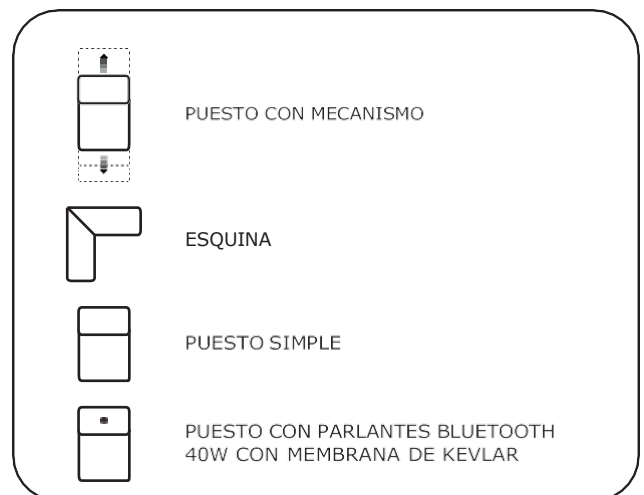 PUESTO CON MECANISMO
ESQUINA
PUESTO SIMPLE
PUESTO CON PARLANTES BLUETOOTH
40W CON MEMBRANA DE KEVLAR